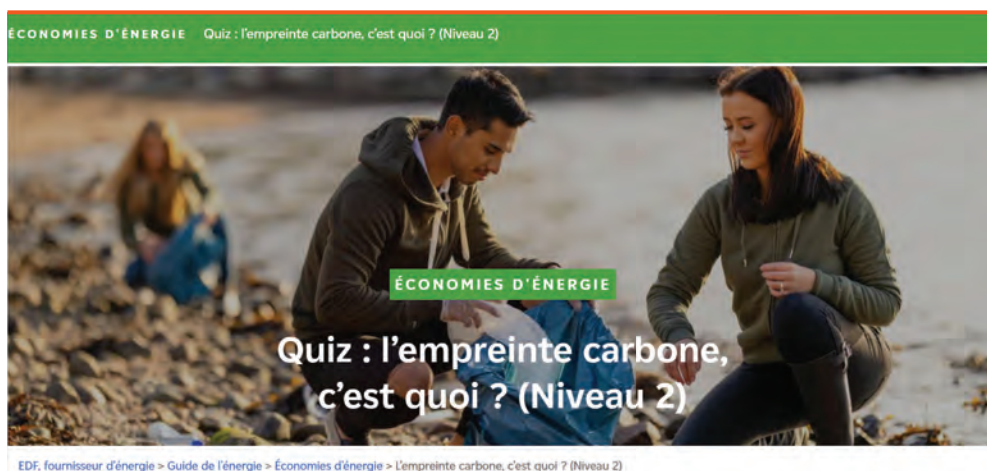 ÉCONOMIES D'ÉNERGIE Quiz : l'empreinte carbone, c'est quoi ? (Niveau 2)
ÉCONOMIES D'ÉNERGIE
Quiz : l'empreinte carbone,
c'est quoi ? (Niveau 2)
EDF, fournisseur d'énergie > Guide de l'énergie > Économies d'énergie > L'empreinte carbone, c'est quoi ? (Niveau 2)